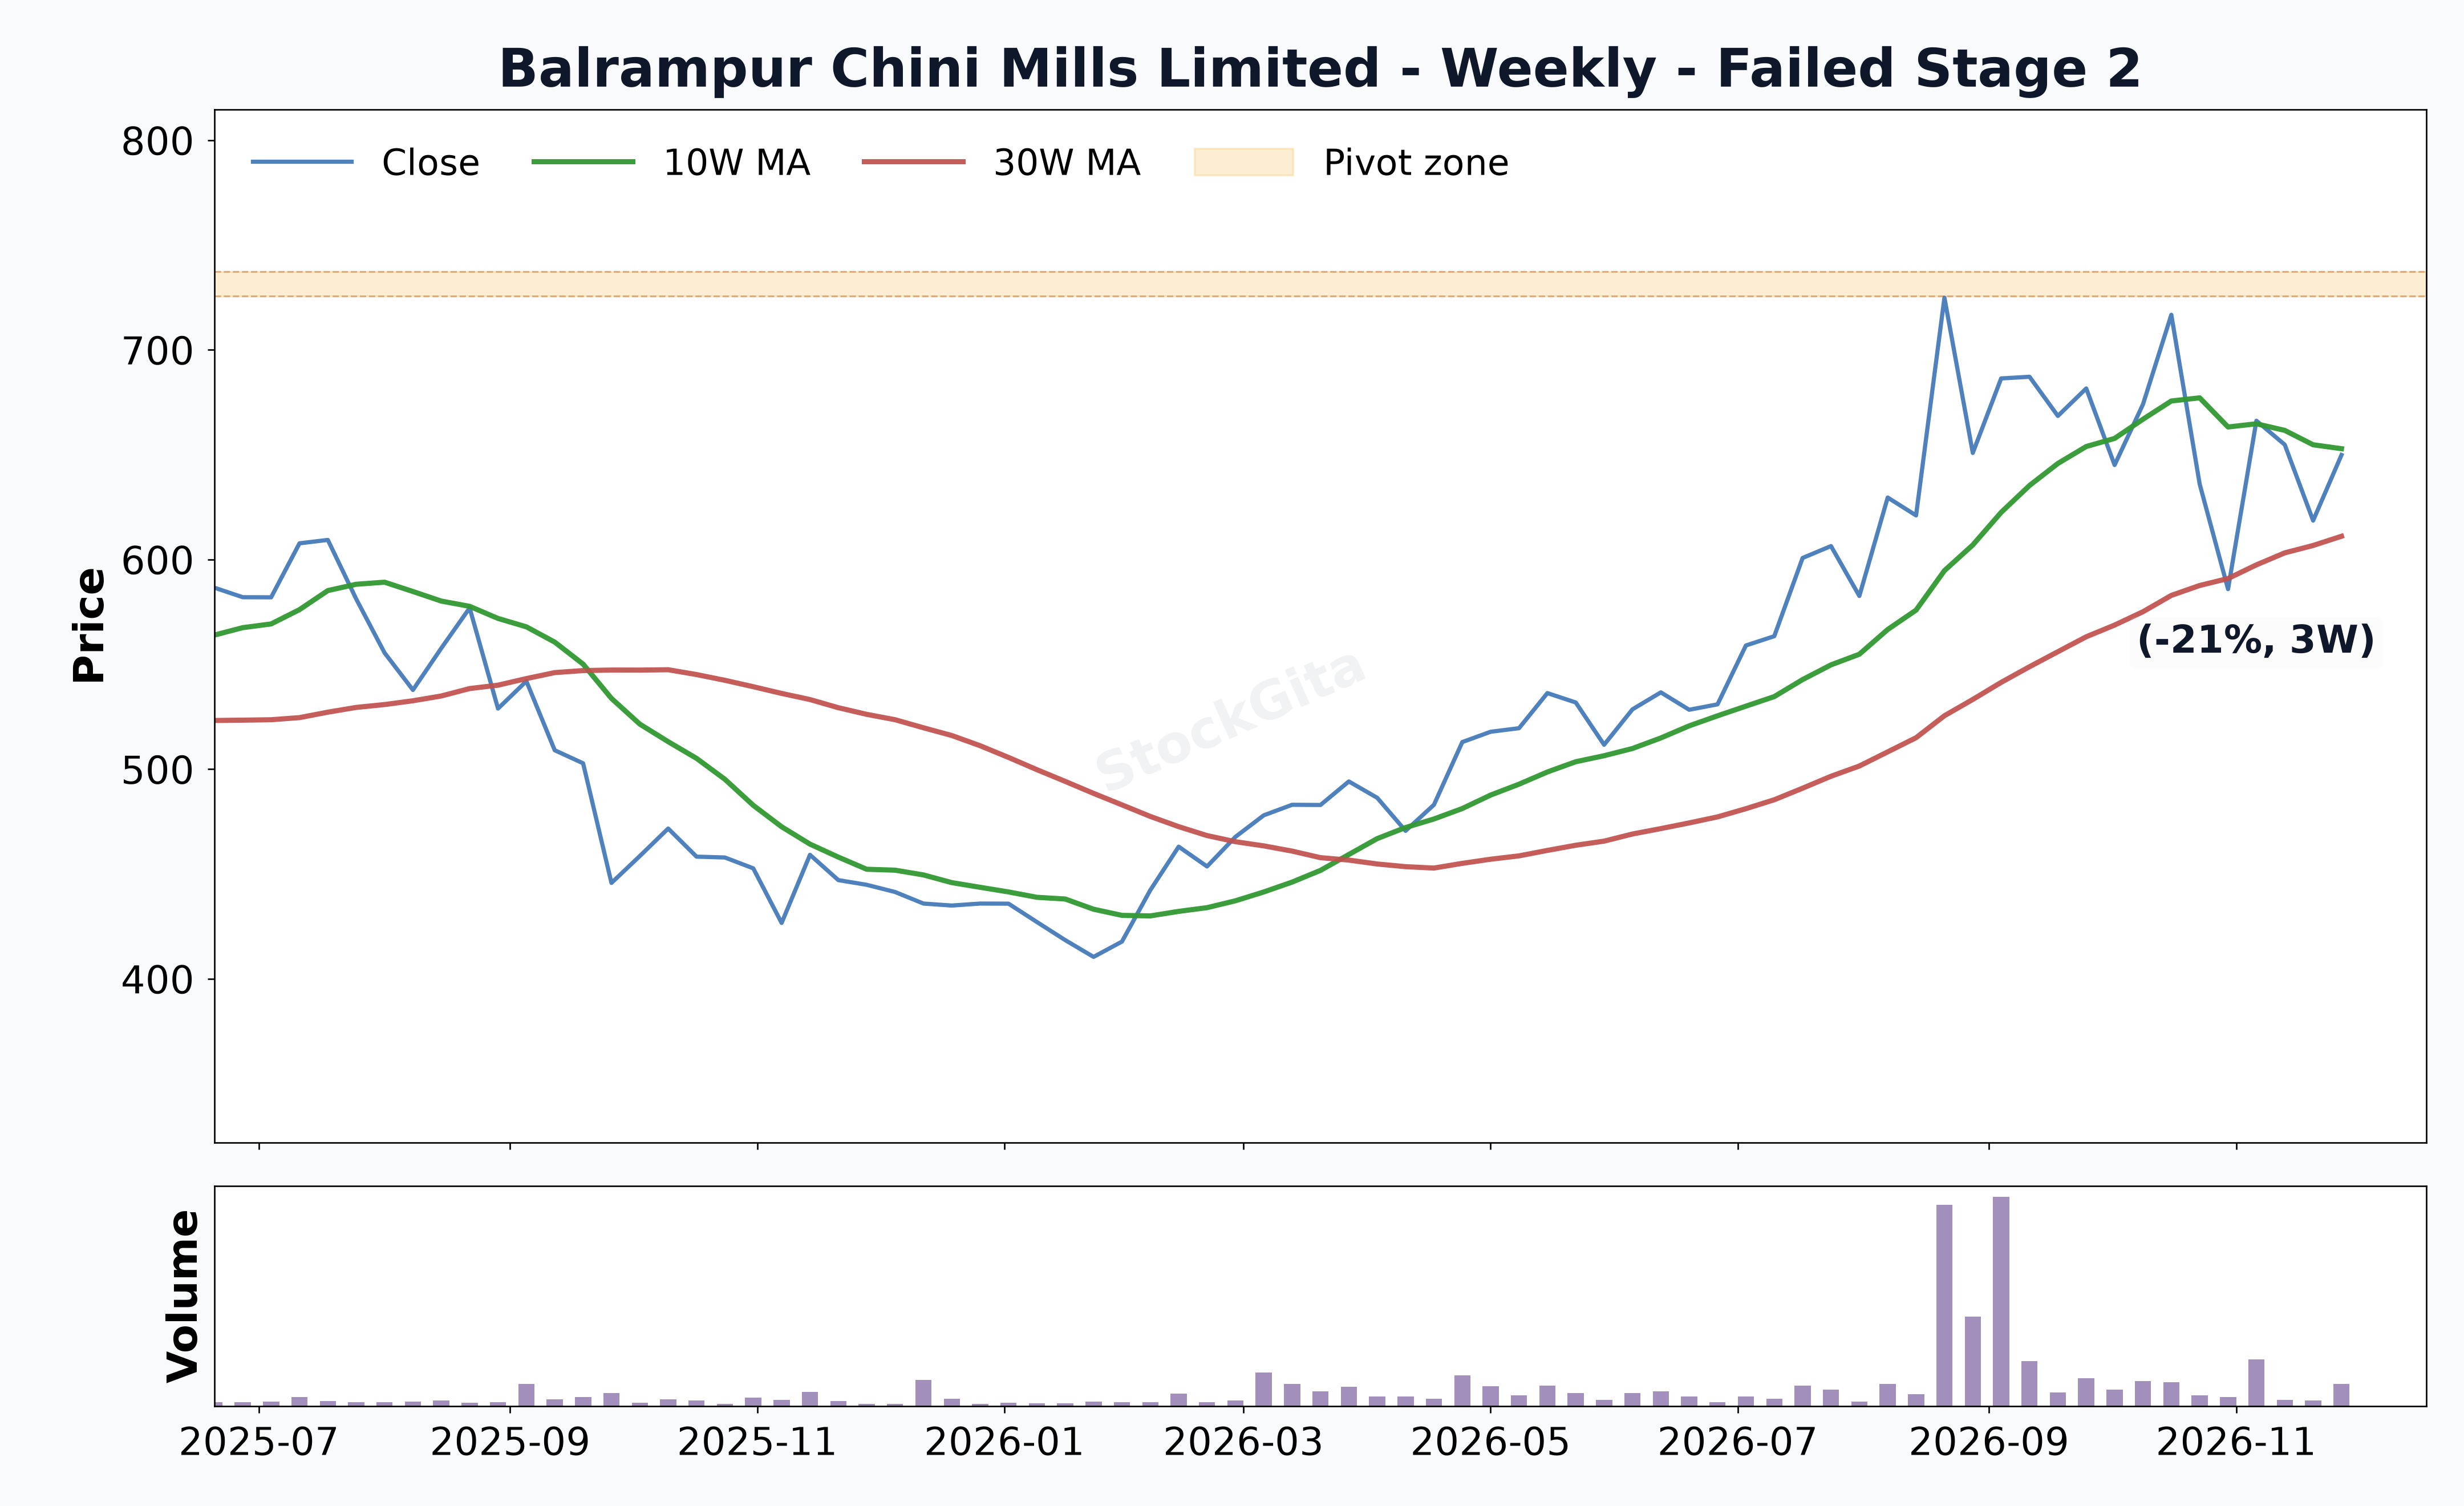 Balrampur Chini Mills Limited - Weekly - Failed Stage 2
Close 10W MA 30W MA Pivot zone
800
700
600
500
400
Price
(-21%, 3W)
StockGita
Volume
2025-07 2025-09 2025-11 2026-01 2026-03 2026-05 2026-07 2026-09 2026-11